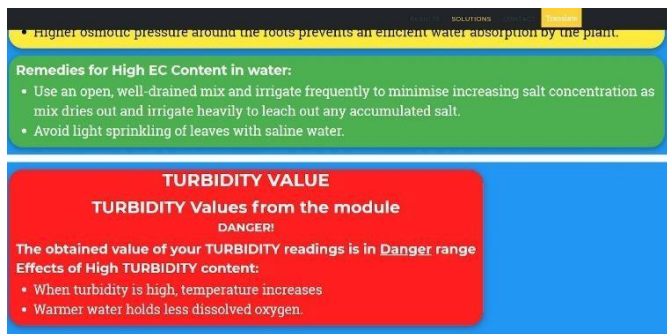 SOLUTIONS
Translate
• Higher osmotic pressure around the roots prevents an efficient water absorption by the plant.
Remedies for High EC Content in water:
• Use an open, well-drained mix and irrigate frequently to minimise increasing salt concentration as
mix dries out and irrigate heavily to leach out any accumulated salt.
• Avoid light sprinkling of leaves with saline water.
TURBIDITY VALUE
TURBIDITY Values from the module
DANGER!
The obtained value of your TURBIDITY readings is in Danger range
Effects of High TURBIDITY content:
• When turbidity is high, temperature increases
• Warmer water holds less dissolved oxygen.